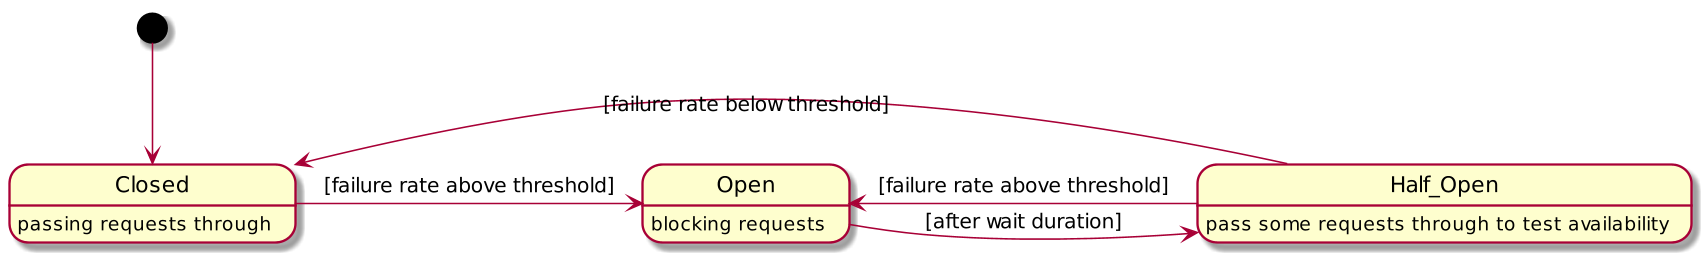 [failure rate below threshold]
Closed
passing requests through
[failure rate above threshold]
Open
blocking requests
[failure rate above threshold]
[after wait duration]
Half_Open
pass some requests through to test availability